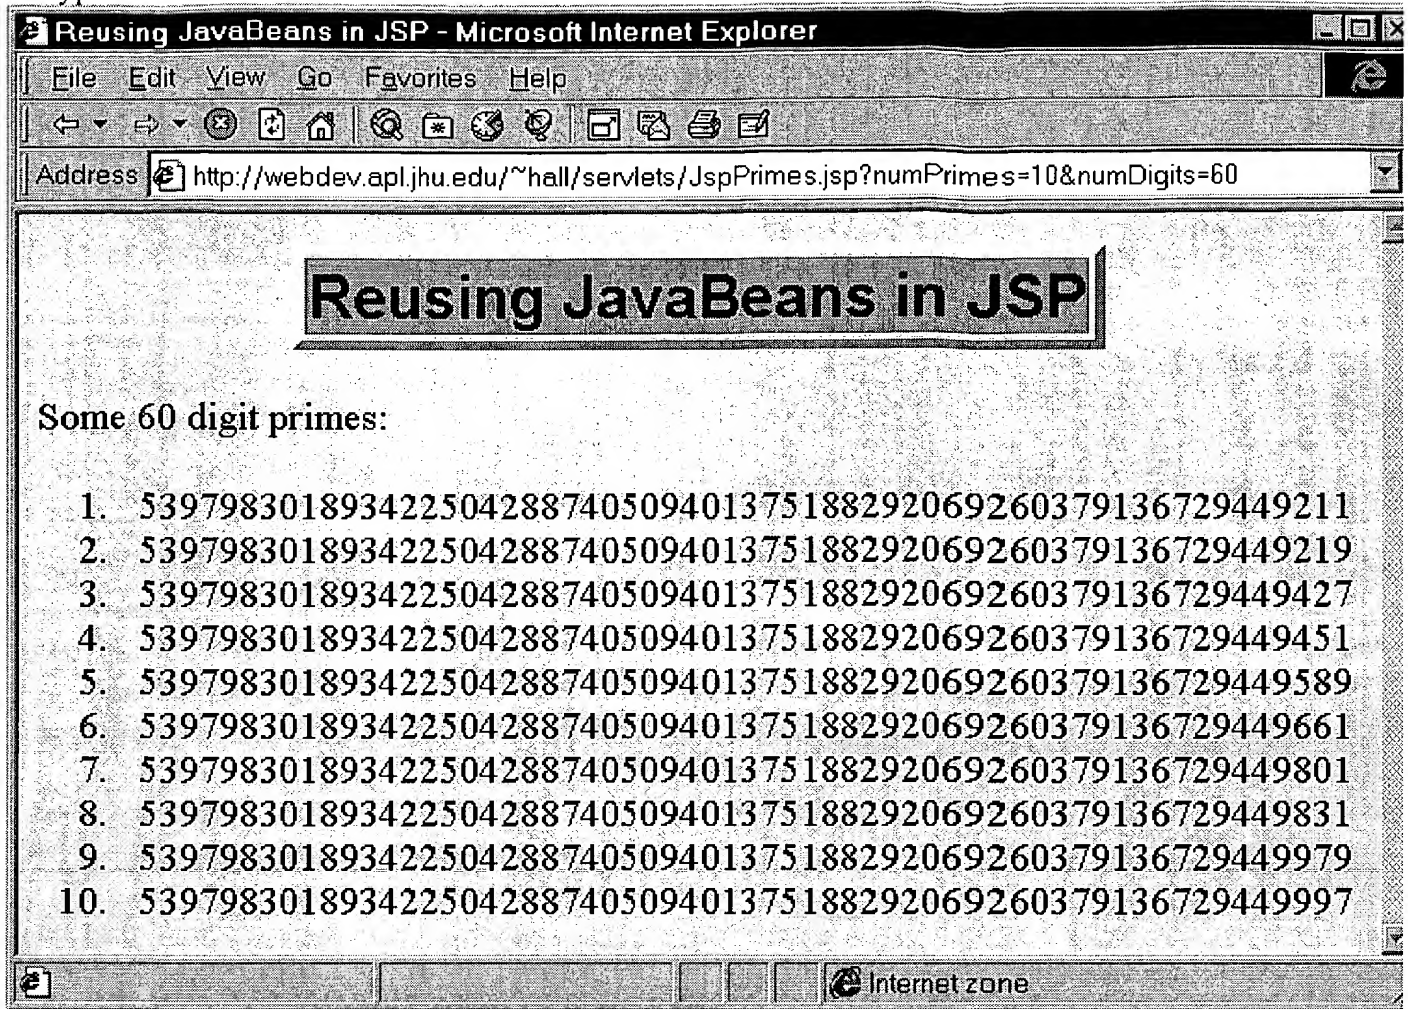 Reusing JavaBeans in JSP - Microsoft Internet Explorer
File Edit View Go Favorites Help
Address http://webdev.apl.jhu.edu/~hall/servlets/JspPrimes.jsp?numPrimes=10&numDigits=60
Reusing JavaBeans in JSP
Some 60 digit primes:
1. 539798301893422504288740509401375188292069260379136729449211
2. 539798301893422504288740509401375188292069260379136729449219
3. 539798301893422504288740509401375188292069260379136729449427
4. 539798301893422504288740509401375188292069260379136729449451
5. 539798301893422504288740509401375188292069260379136729449589
6. 539798301893422504288740509401375188292069260379136729449661
7. 539798301893422504288740509401375188292069260379136729449801
8. 539798301893422504288740509401375188292069260379136729449831
9. 539798301893422504288740509401375188292069260379136729449979
10. 539798301893422504288740509401375188292069260379136729449997
Internet zone